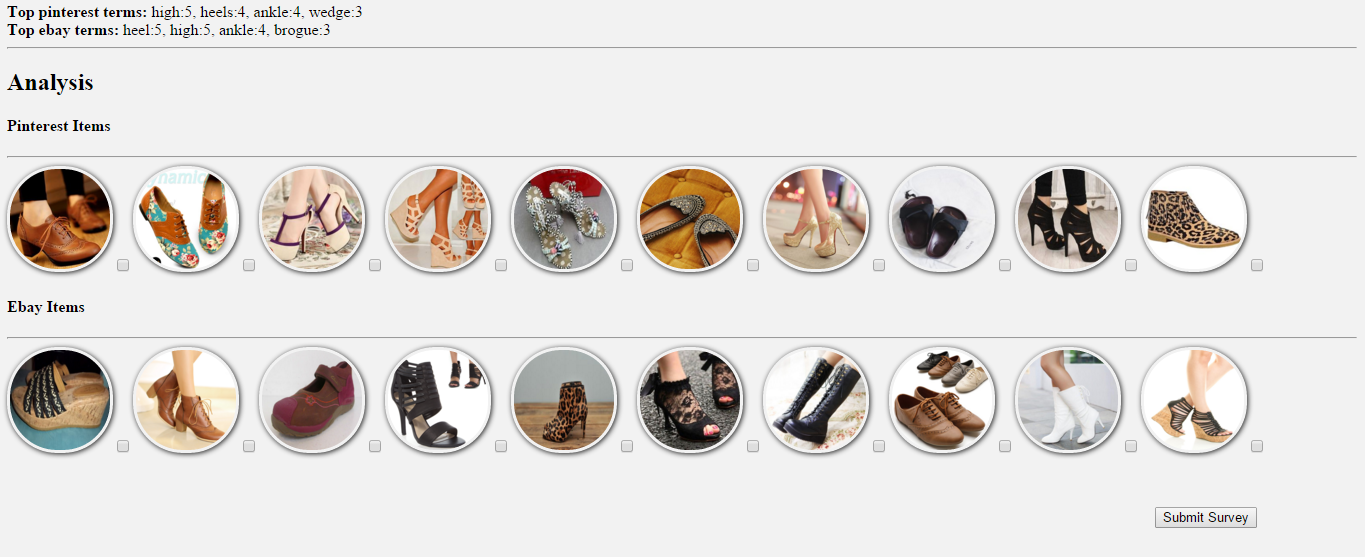 Top pinterest terms: high:5, heels:4, ankle:4, wedge:3
Top ebay terms: heel:5, high:5, ankle:4, brogue:3
Analysis
Pinterest Items
ynamic
Ebay Items
Submit Survey